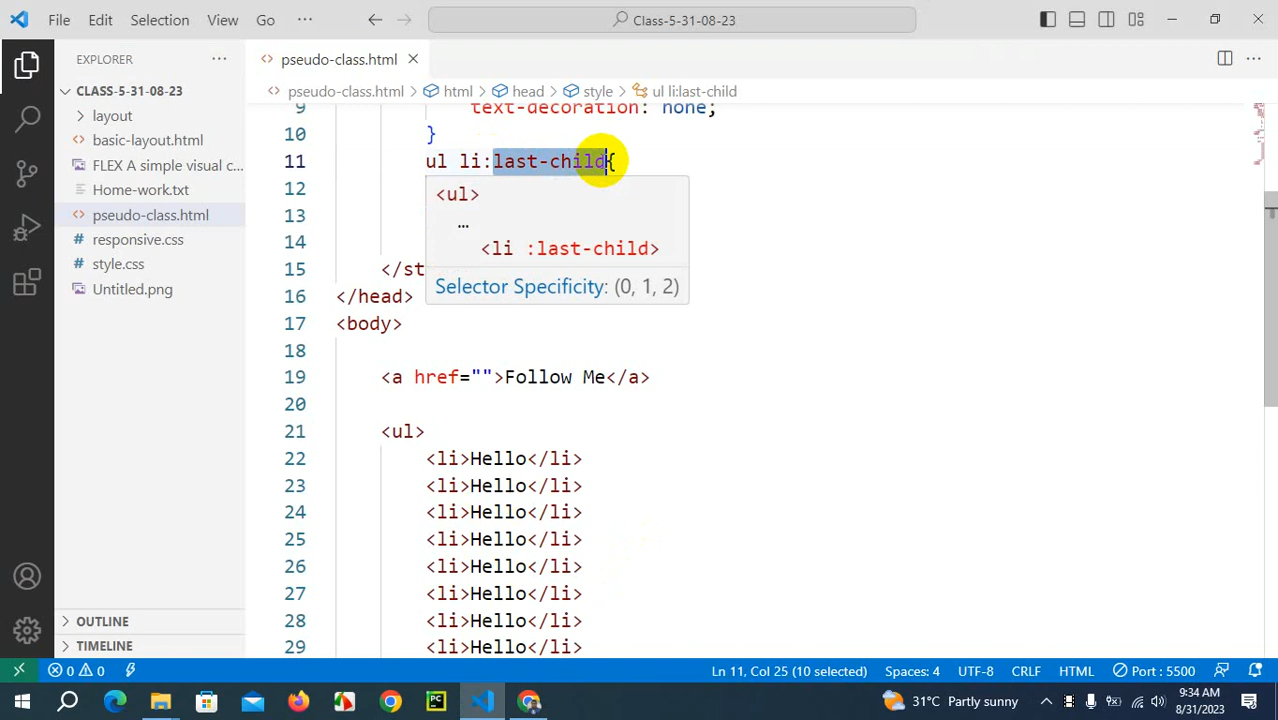 File Edit Selection View Go ··· Class-5-31-08-23
EXPLORER ···
pseudo-class.html
CLASS-5-31-08-23
layout
basic-layout.html
FLEX A simple visual c...
Home-work.txt
pseudo-class.html
responsive.css
style.css
Untitled.png
OUTLINE
TIMELINE
pseudo-class.html > html > head > style > ul li:last-child
9 text-decoration: none;
10 }
11 ul li:last-child{
12
13
14
15 </st
16 </head>
17 <body>
18
19 <a href="">Follow Me</a>
20
21 <ul>
22 <li>Hello</li>
23 <li>Hello</li>
24 <li>Hello</li>
25 <li>Hello</li>
26 <li>Hello</li>
27 <li>Hello</li>
28 <li>Hello</li>
29 <li>Hello</li>
<ul>
…
<li :last-child>
Selector Specificity: (0, 1, 2)
0 0 Ln 11, Col 25 (10 selected) Spaces: 4 UTF-8 CRLF HTML Port : 5500
PC 31°C Partly sunny 9:34 AM
8/31/2023